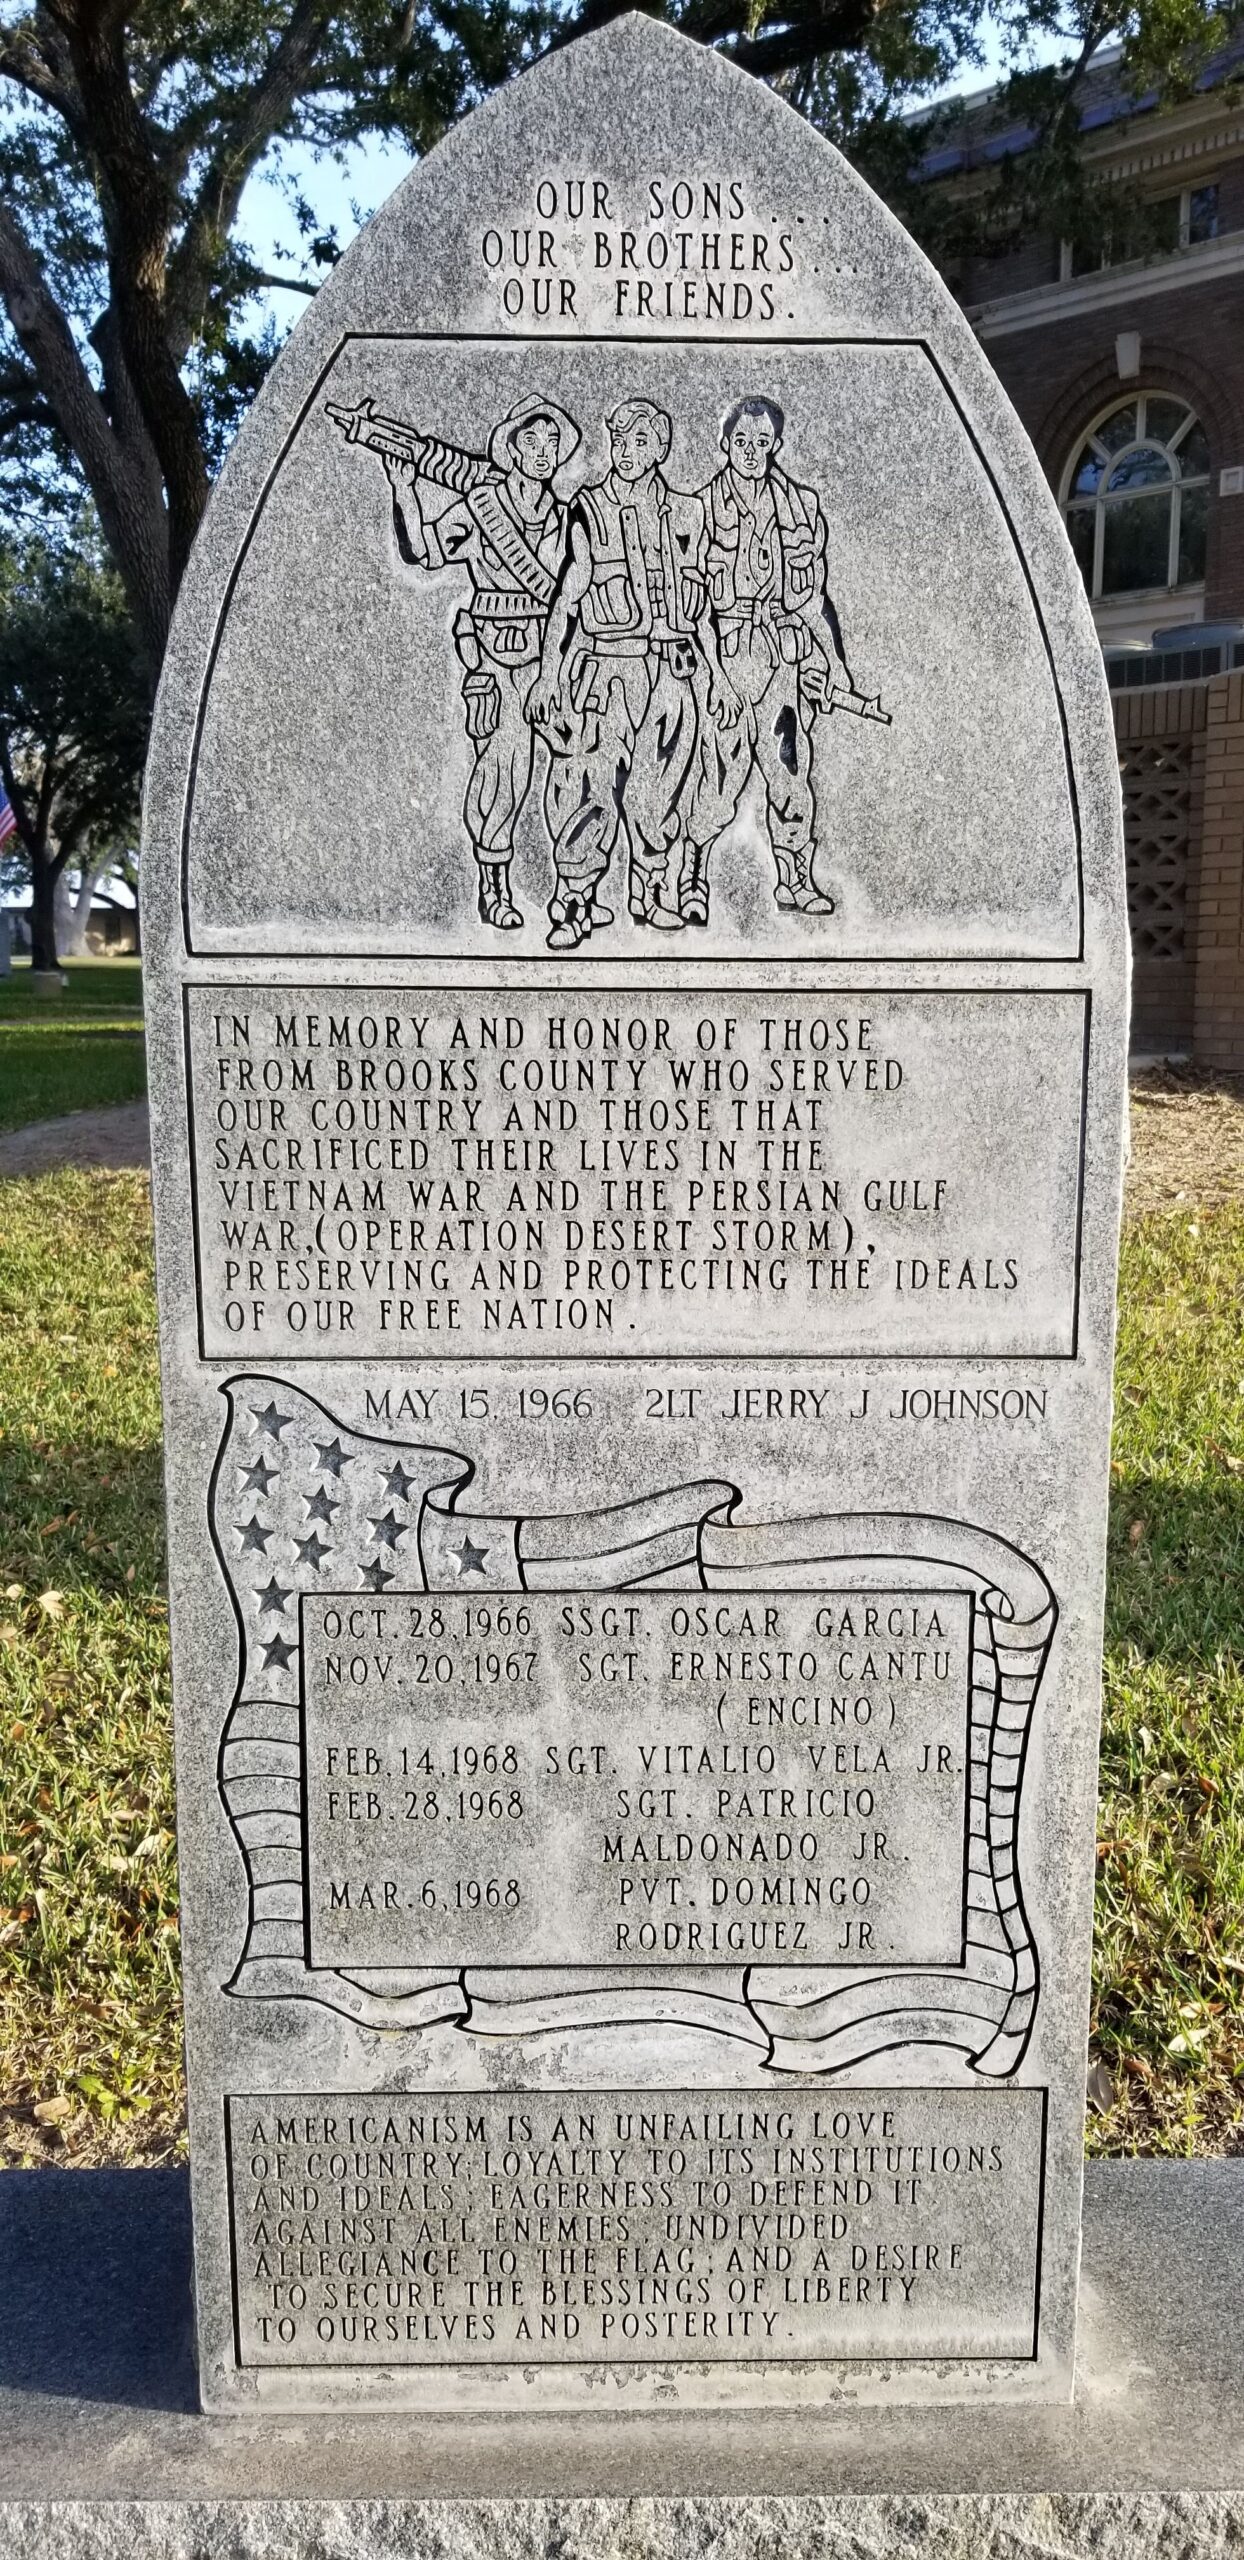 OUR SONS ...
OUR BROTHERS ...
OUR FRIENDS.
IN MEMORY AND HONOR OF THOSE
FROM BROOKS COUNTY WHO SERVED
OUR COUNTRY AND THOSE THAT
SACRIFICED THEIR LIVES IN THE
VIETNAM WAR AND THE PERSIAN GULF
WAR,(OPERATION DESERT STORM),
PRESERVING AND PROTECTING THE IDEALS
OF OUR FREE NATION.
MAY 15, 1966 2LT JERRY J JOHNSON
OCT. 28, 1966 SSGT. OSCAR GARCIA
NOV. 20, 1967 SGT. ERNESTO CANTU
(ENCINO)
FEB. 14, 1968 SGT. VITALIO VELA JR.
FEB. 28, 1968 SGT. PATRICIO
MALDONADO JR.
MAR. 6, 1968 PVT. DOMINGO
RODRIGUEZ JR.
AMERICANISM IS AN UNFAILING LOVE
OF COUNTRY; LOYALTY TO ITS INSTITUTIONS
AND IDEALS; EAGERNESS TO DEFEND IT
AGAINST ALL ENEMIES; UNDIVIDED
ALLEGIANCE TO THE FLAG; AND A DESIRE
TO SECURE THE BLESSINGS OF LIBERTY
TO OURSELVES AND POSTERITY.